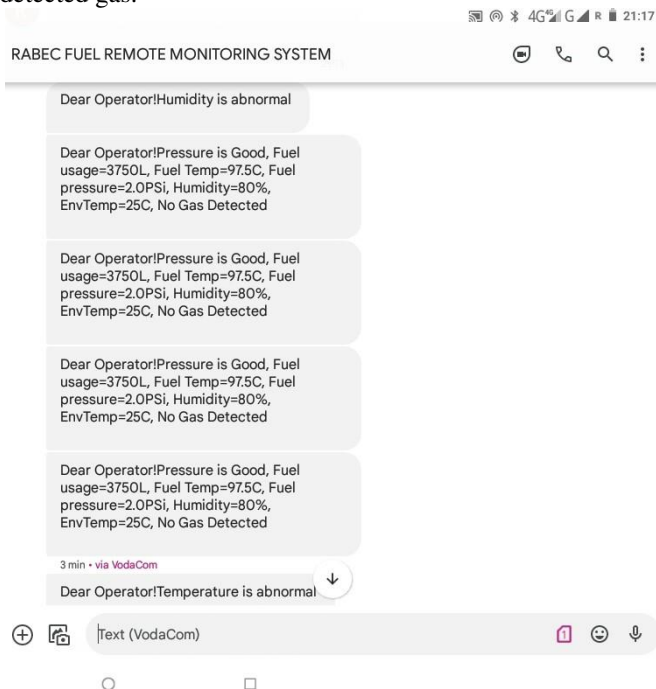 detected gas.
4G 4G G R 21:17
RABEC FUEL REMOTE MONITORING SYSTEM
Dear Operator!Humidity is abnormal
Dear Operator!Pressure is Good, Fuel
usage=3750L, Fuel Temp=97.5C, Fuel
pressure=2.0PSi, Humidity=80%,
EnvTemp=25C, No Gas Detected
Dear Operator!Pressure is Good, Fuel
usage=3750L, Fuel Temp=97.5C, Fuel
pressure=2.0PSi, Humidity=80%,
EnvTemp=25C, No Gas Detected
Dear Operator!Pressure is Good, Fuel
usage=3750L, Fuel Temp=97.5C, Fuel
pressure=2.0PSi, Humidity=80%,
EnvTemp=25C, No Gas Detected
Dear Operator!Pressure is Good, Fuel
usage=3750L, Fuel Temp=97.5C, Fuel
pressure=2.0PSi, Humidity=80%,
EnvTemp=25C, No Gas Detected
3 min • via VodaCom
Dear Operator!Temperature is abnormal
Text (VodaCom)
1